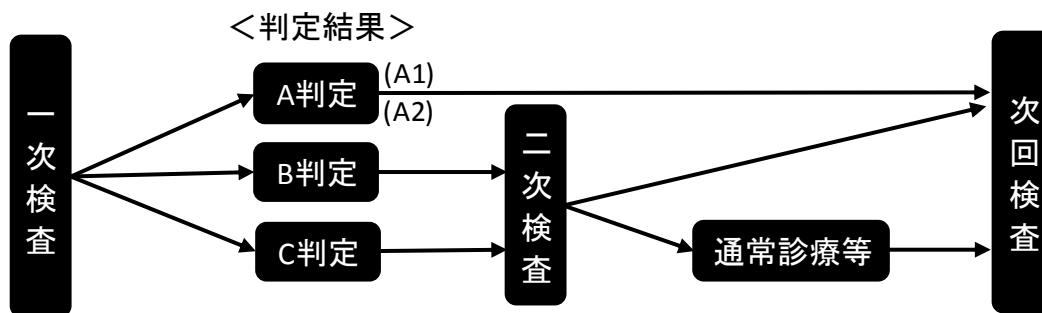 <判定結果>
一次検査
A判定
(A1)
(A2)
B判定
C判定
二次検査
通常診療等
次回検査